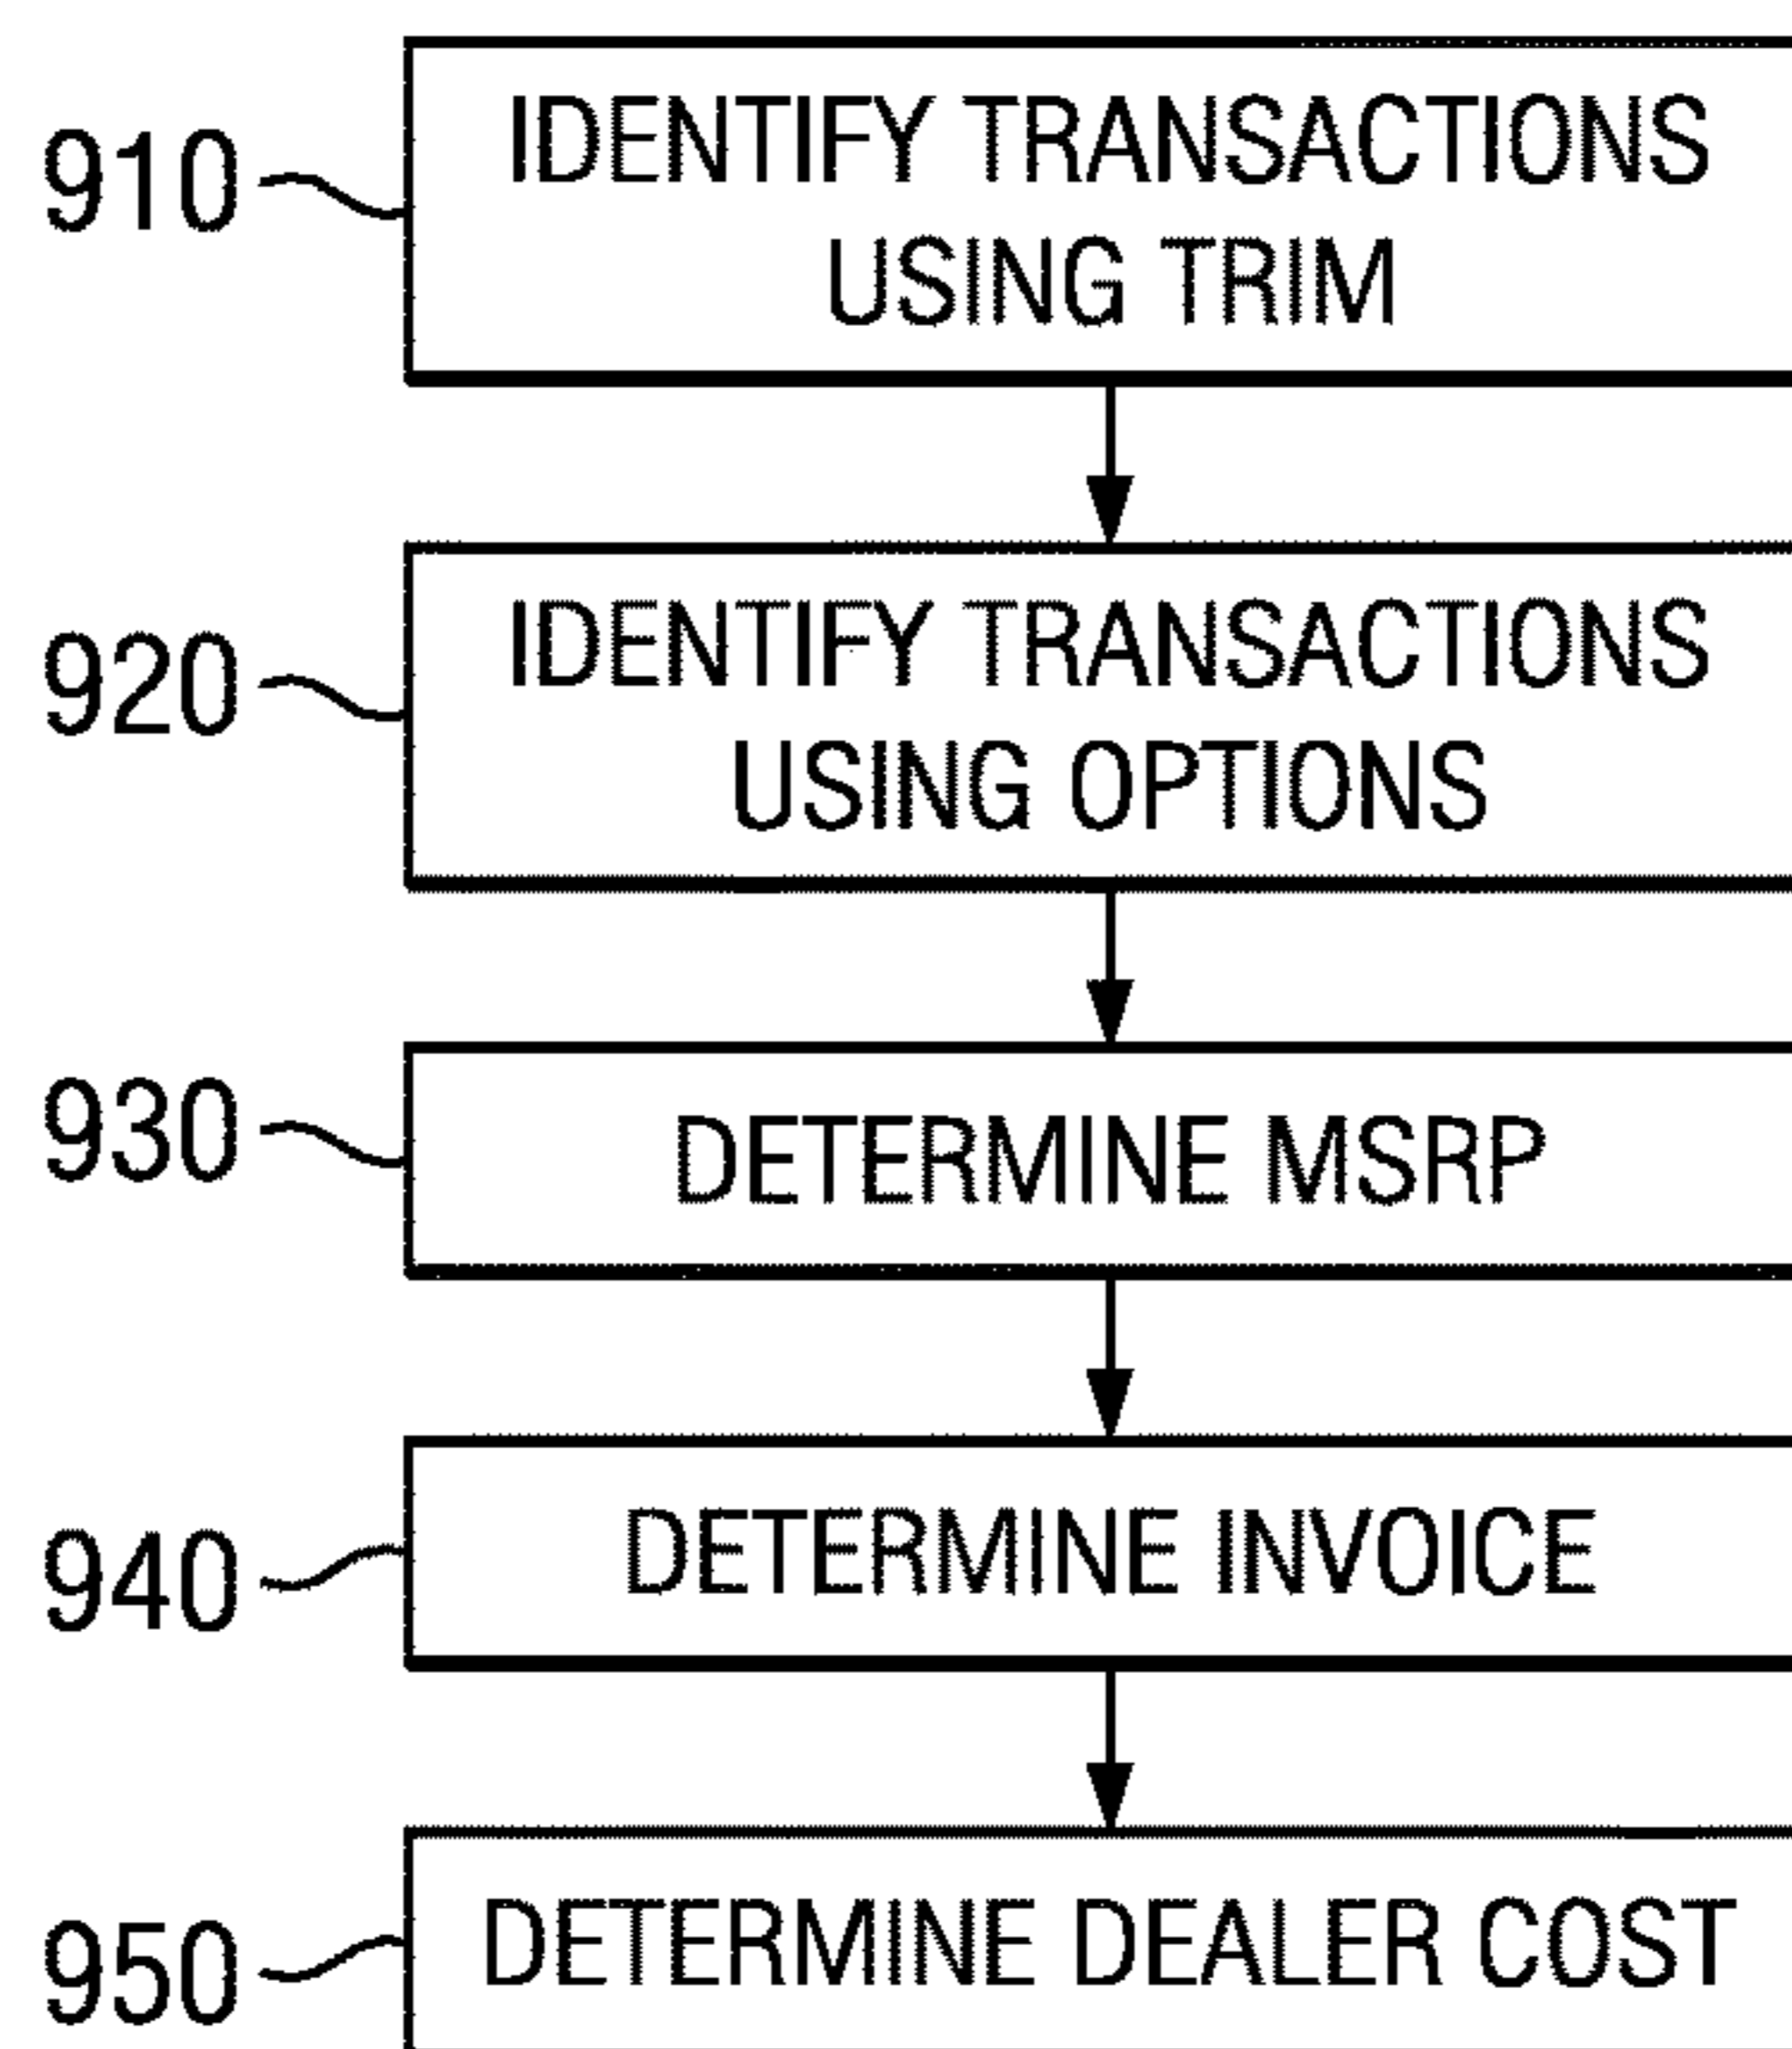 910
IDENTIFY TRANSACTIONS
USING TRIM
920
IDENTIFY TRANSACTIONS
USING OPTIONS
930
DETERMINE MSRP
940
DETERMINE INVOICE
950
DETERMINE DEALER COST